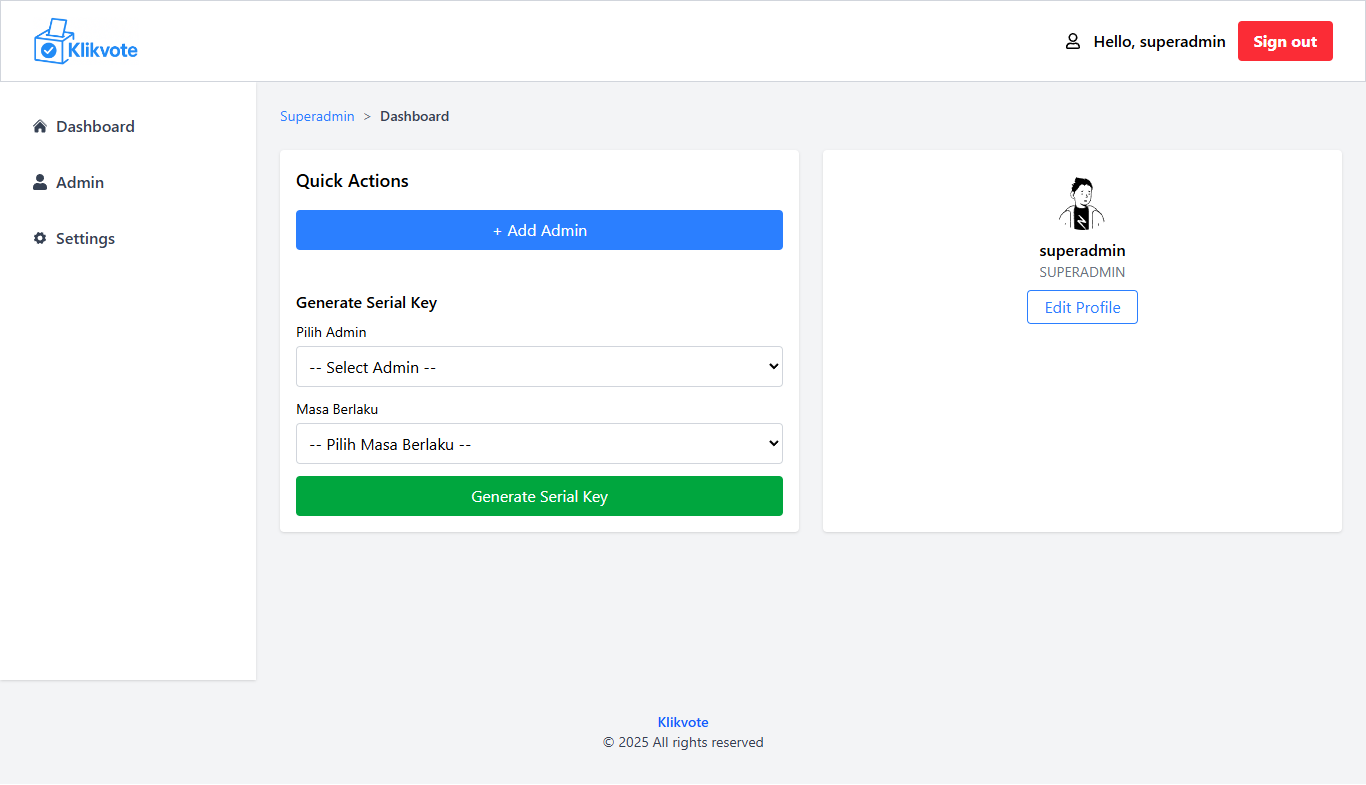 Klikvote
Hello, superadmin
Sign out
Dashboard
Admin
Settings
Superadmin > Dashboard
Quick Actions
+ Add Admin
Generate Serial Key
Pilih Admin
-- Select Admin --
Masa Berlaku
-- Pilih Masa Berlaku --
Generate Serial Key
superadmin
SUPERADMIN
Edit Profile
Klikvote
© 2025 All rights reserved